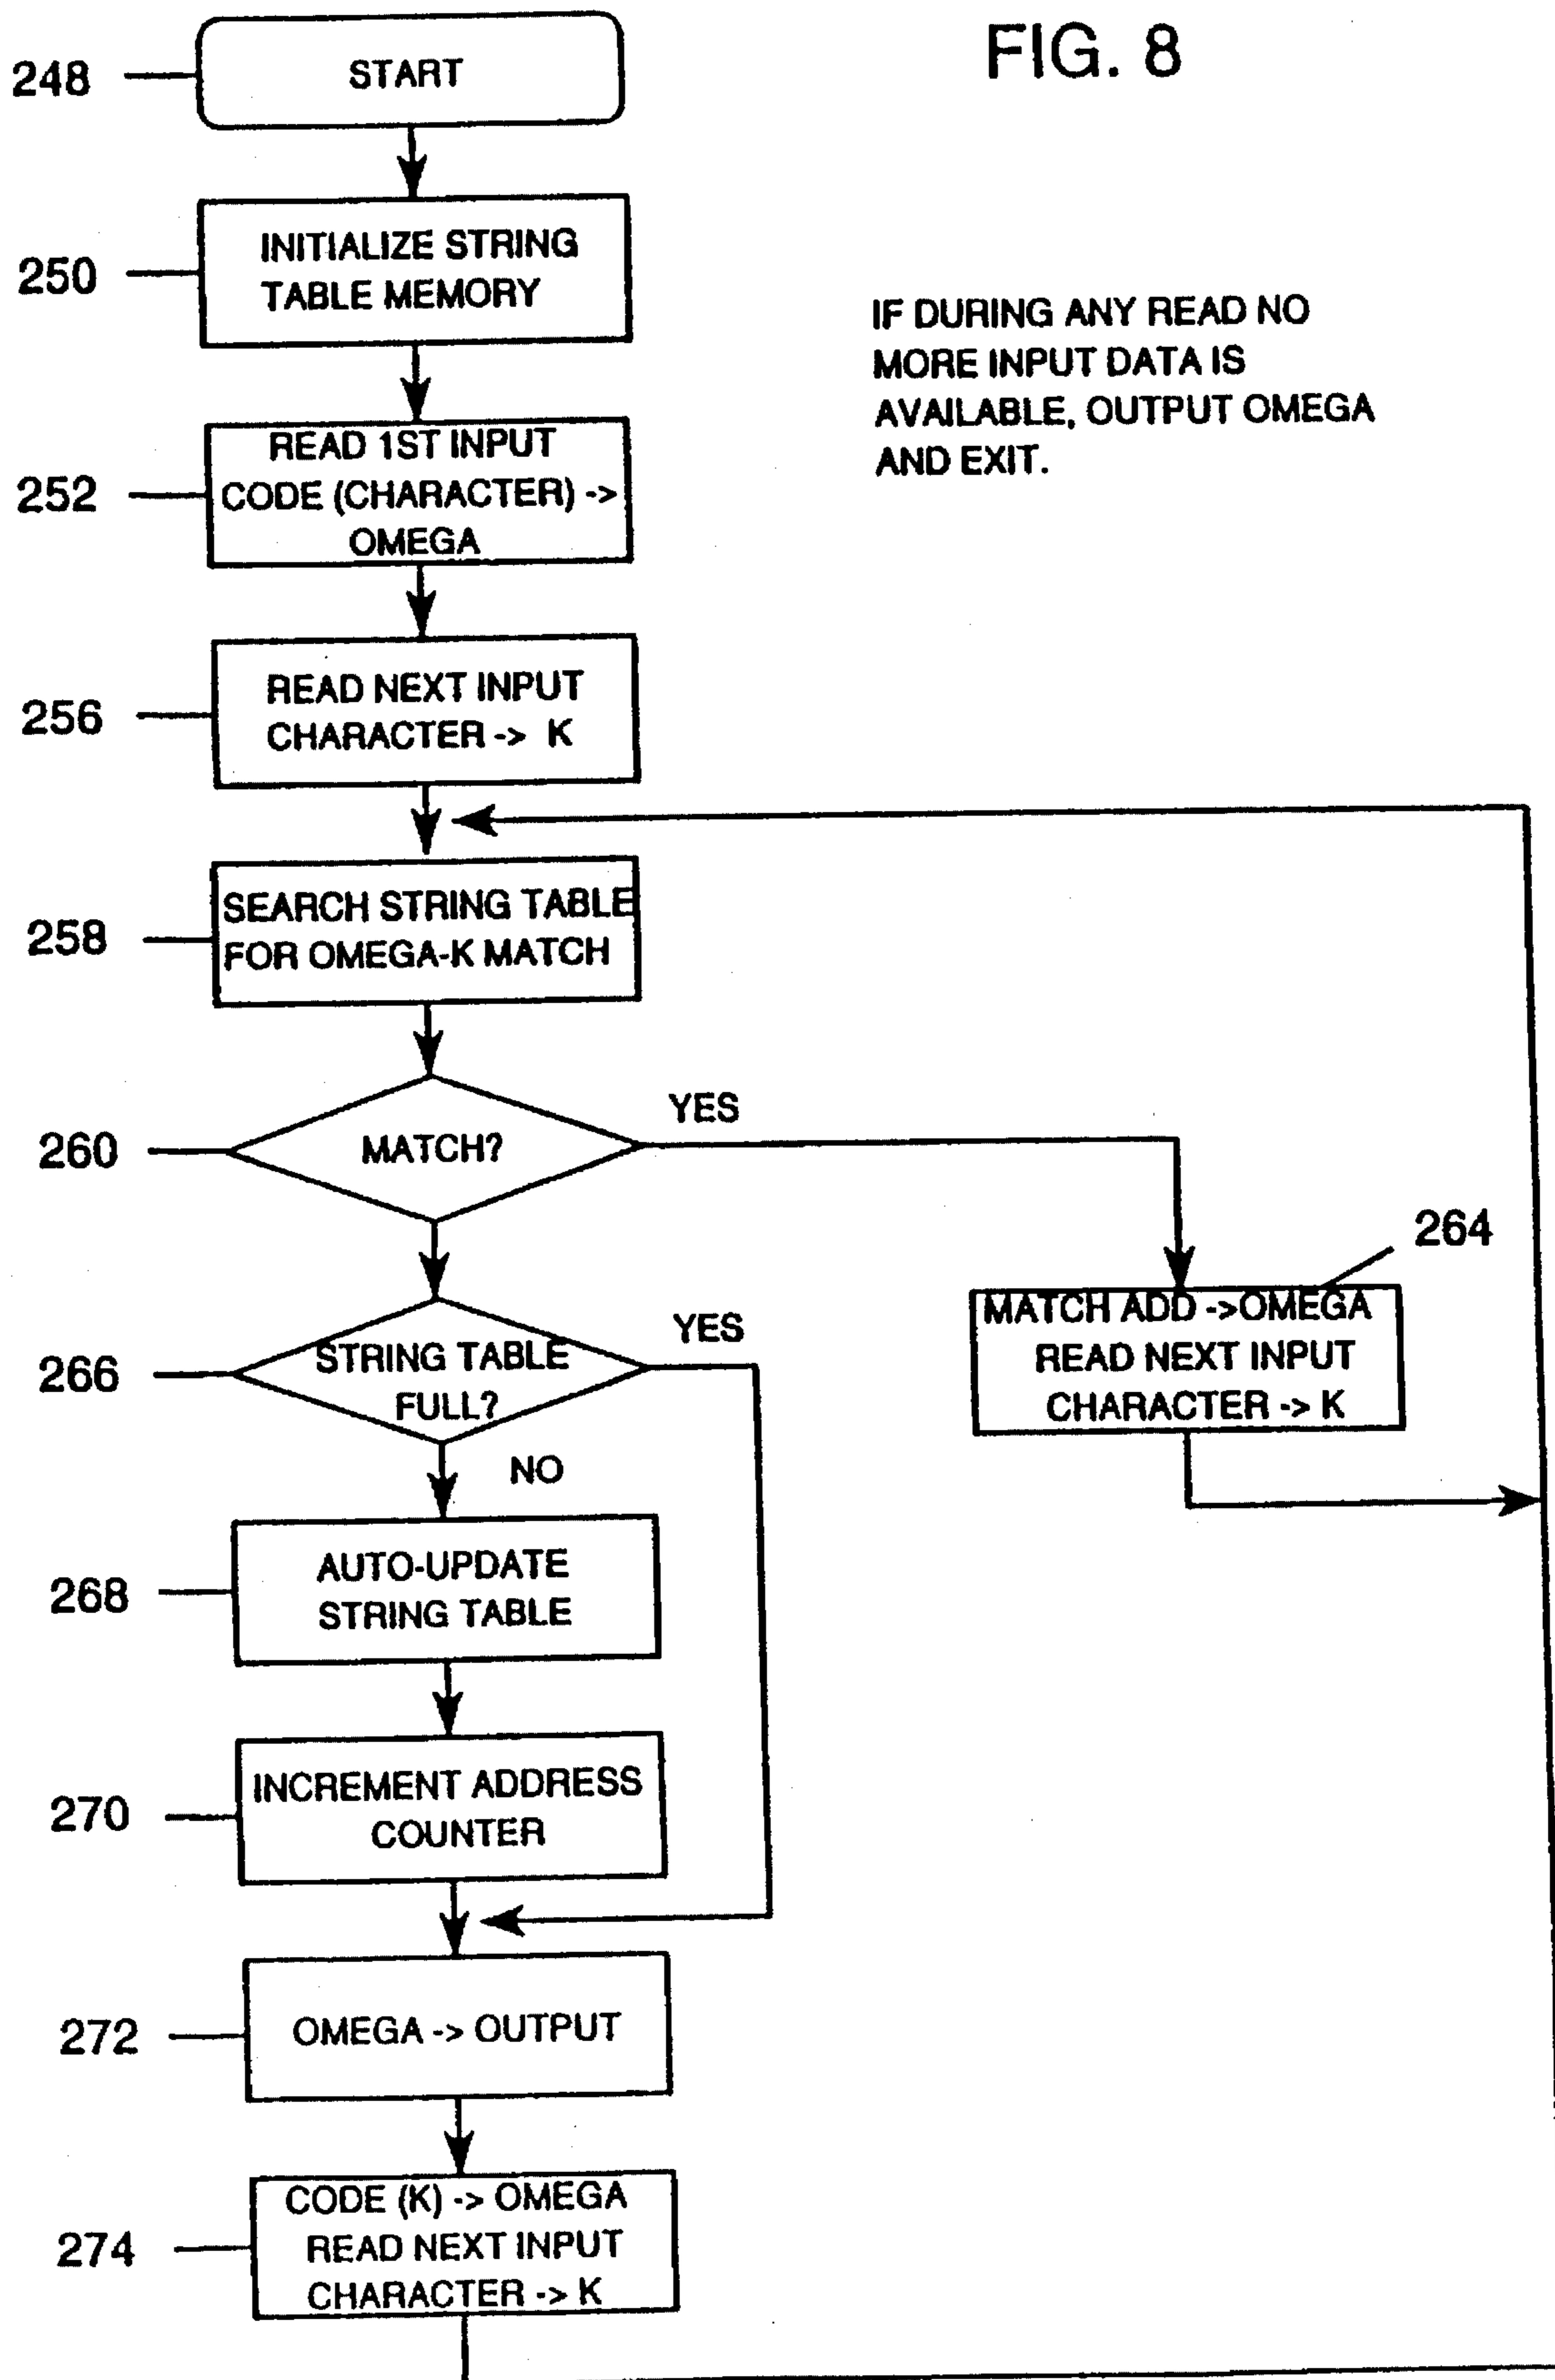 FIG. 8
248
START
250
INITIALIZE STRING
TABLE MEMORY
IF DURING ANY READ NO
MORE INPUT DATA IS
AVAILABLE, OUTPUT OMEGA
AND EXIT.
252
READ 1ST INPUT
CODE (CHARACTER) ->
OMEGA
256
READ NEXT INPUT
CHARACTER -> K
258
SEARCH STRING TABLE
FOR OMEGA-K MATCH
260
MATCH?
YES
264
MATCH ADD ->OMEGA
READ NEXT INPUT
CHARACTER -> K
266
STRING TABLE
FULL?
YES
NO
268
AUTO-UPDATE
STRING TABLE
270
INCREMENT ADDRESS
COUNTER
272
OMEGA -> OUTPUT
274
CODE (K) -> OMEGA
READ NEXT INPUT
CHARACTER -> K